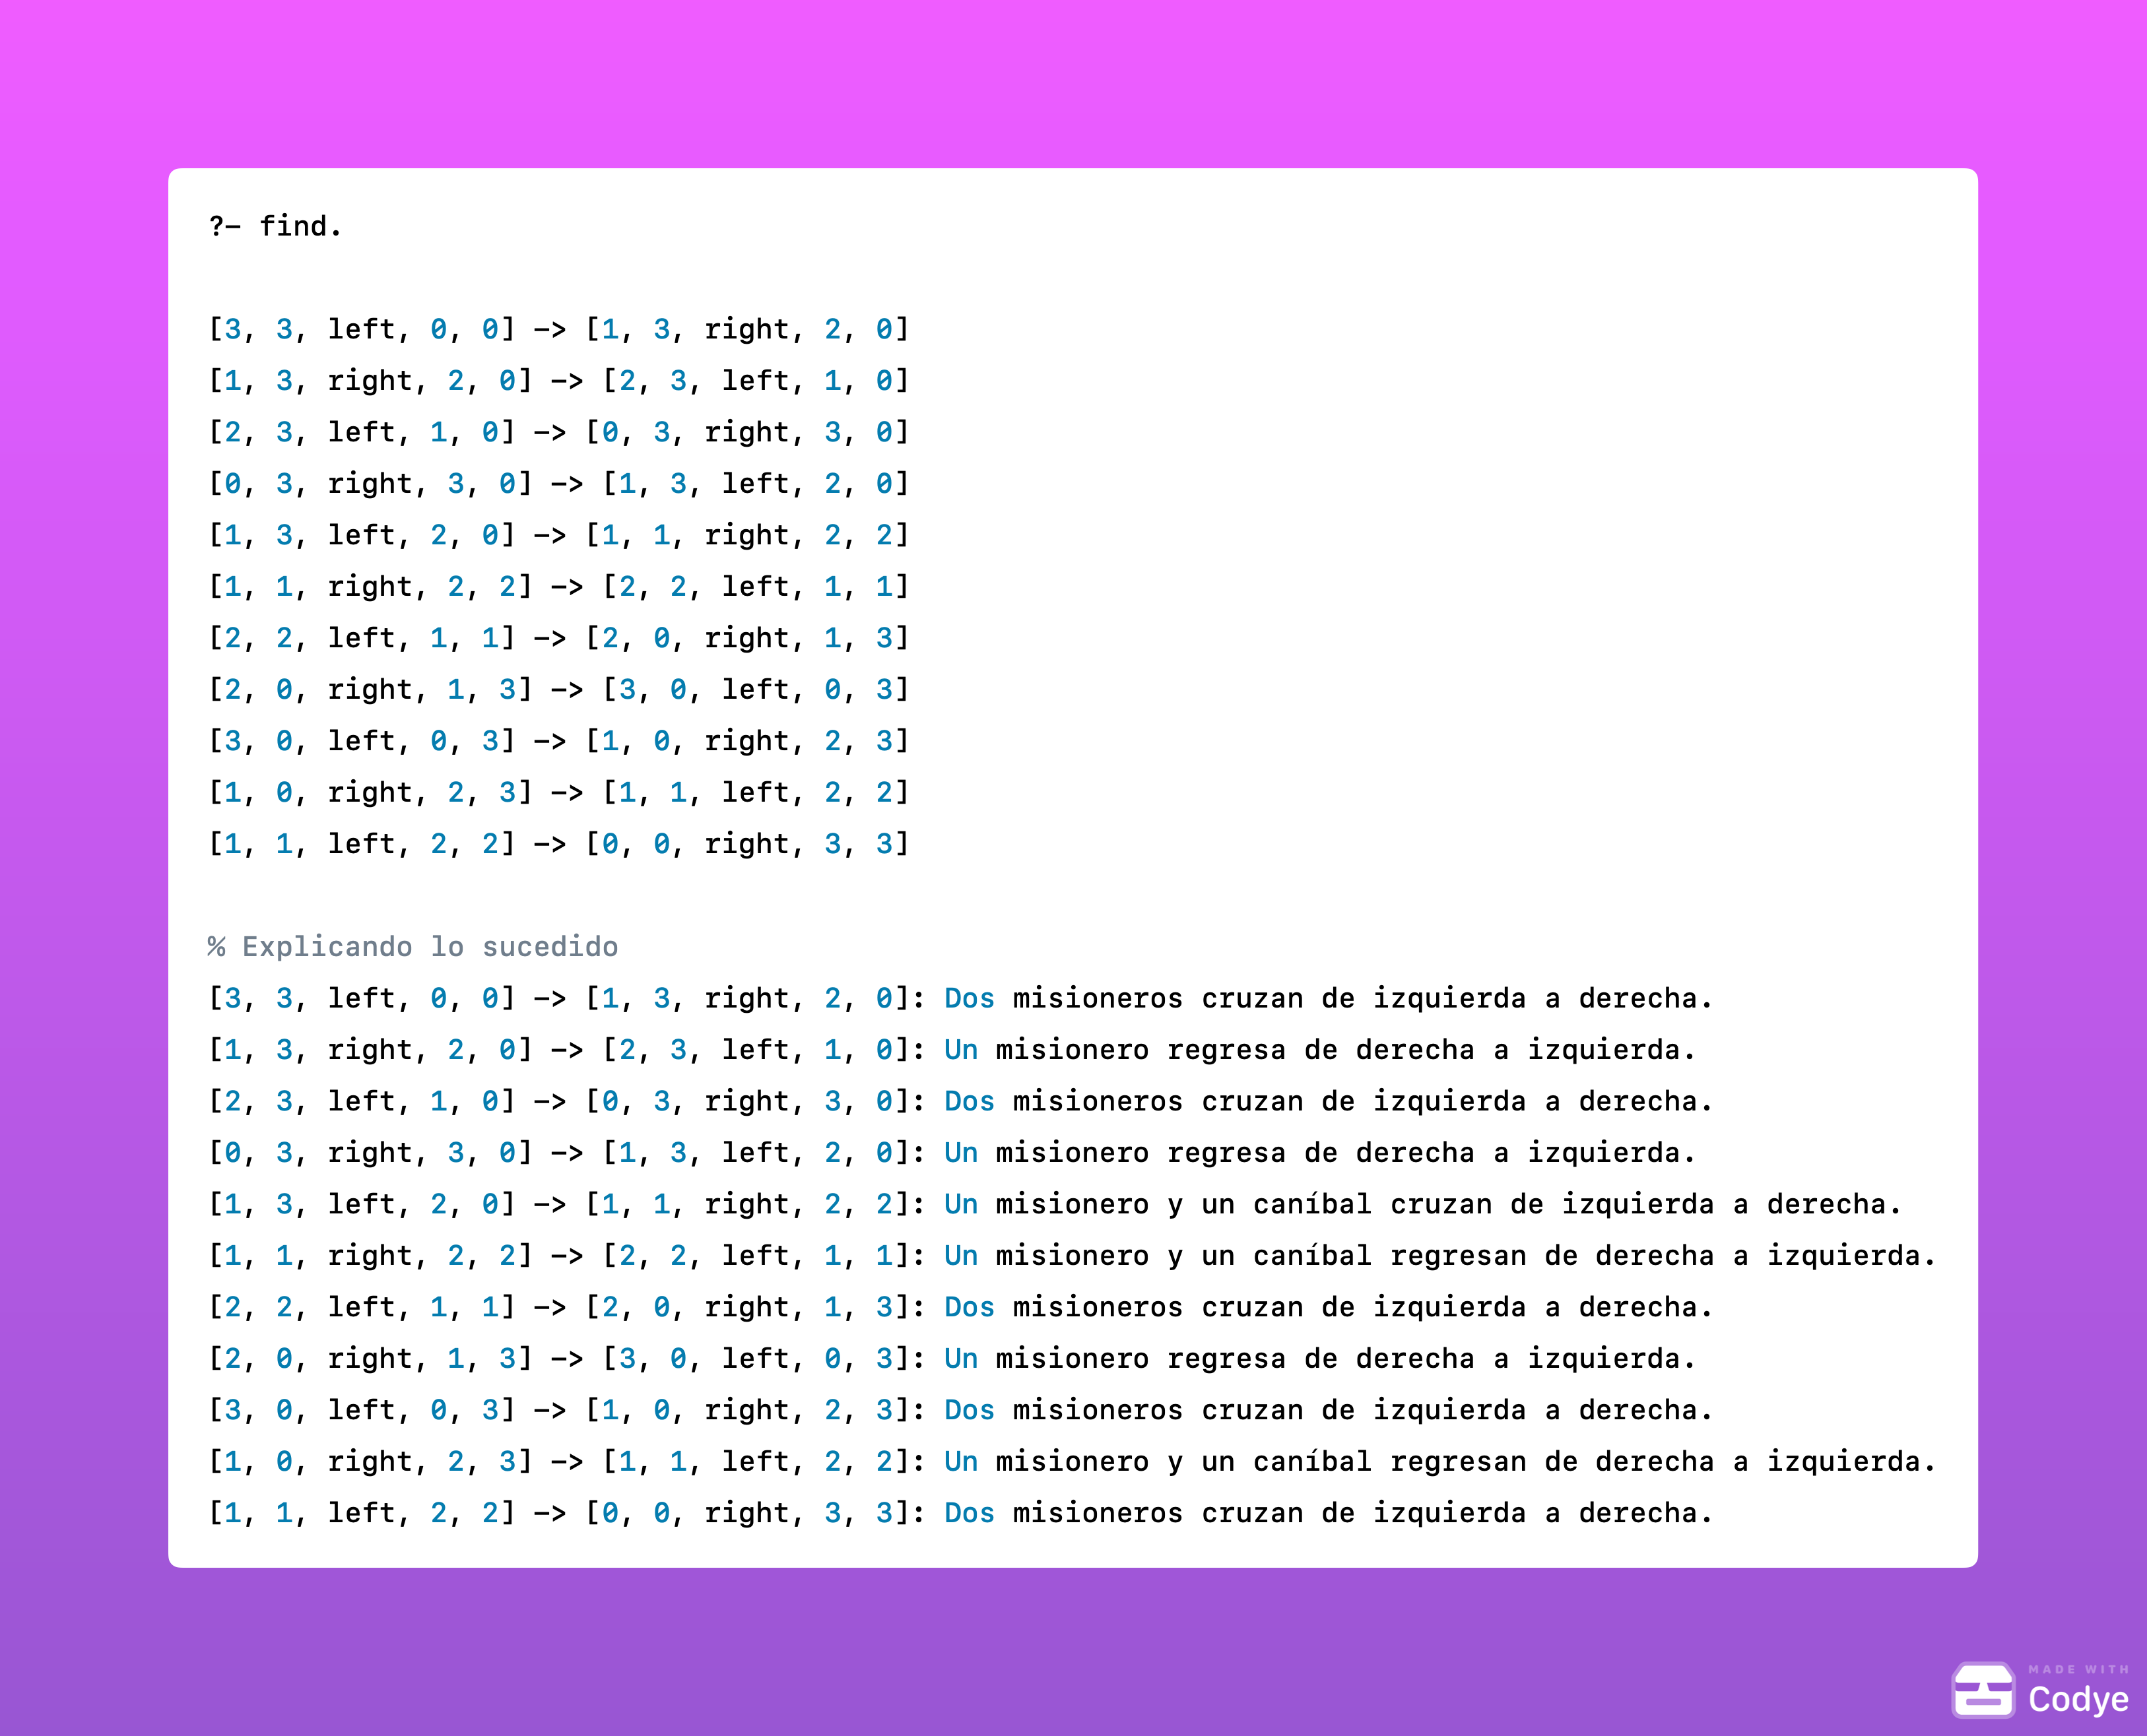 ?- find.
[3, 3, left, 0, 0] -> [1, 3, right, 2, 0]
[1, 3, right, 2, 0] -> [2, 3, left, 1, 0]
[2, 3, left, 1, 0] -> [0, 3, right, 3, 0]
[0, 3, right, 3, 0] -> [1, 3, left, 2, 0]
[1, 3, left, 2, 0] -> [1, 1, right, 2, 2]
[1, 1, right, 2, 2] -> [2, 2, left, 1, 1]
[2, 2, left, 1, 1] -> [2, 0, right, 1, 3]
[2, 0, right, 1, 3] -> [3, 0, left, 0, 3]
[3, 0, left, 0, 3] -> [1, 0, right, 2, 3]
[1, 0, right, 2, 3] -> [1, 1, left, 2, 2]
[1, 1, left, 2, 2] -> [0, 0, right, 3, 3]
% Explicando lo sucedido
[3, 3, left, 0, 0] -> [1, 3, right, 2, 0]: Dos misioneros cruzan de izquierda a derecha.
[1, 3, right, 2, 0] -> [2, 3, left, 1, 0]: Un misionero regresa de derecha a izquierda.
[2, 3, left, 1, 0] -> [0, 3, right, 3, 0]: Dos misioneros cruzan de izquierda a derecha.
[0, 3, right, 3, 0] -> [1, 3, left, 2, 0]: Un misionero regresa de derecha a izquierda.
[1, 3, left, 2, 0] -> [1, 1, right, 2, 2]: Un misionero y un caníbal cruzan de izquierda a derecha.
[1, 1, right, 2, 2] -> [2, 2, left, 1, 1]: Un misionero y un caníbal regresan de derecha a izquierda.
[2, 2, left, 1, 1] -> [2, 0, right, 1, 3]: Dos misioneros cruzan de izquierda a derecha.
[2, 0, right, 1, 3] -> [3, 0, left, 0, 3]: Un misionero regresa de derecha a izquierda.
[3, 0, left, 0, 3] -> [1, 0, right, 2, 3]: Dos misioneros cruzan de izquierda a derecha.
[1, 0, right, 2, 3] -> [1, 1, left, 2, 2]: Un misionero y un caníbal regresan de derecha a izquierda.
[1, 1, left, 2, 2] -> [0, 0, right, 3, 3]: Dos misioneros cruzan de izquierda a derecha.
MADE WITH
Codye